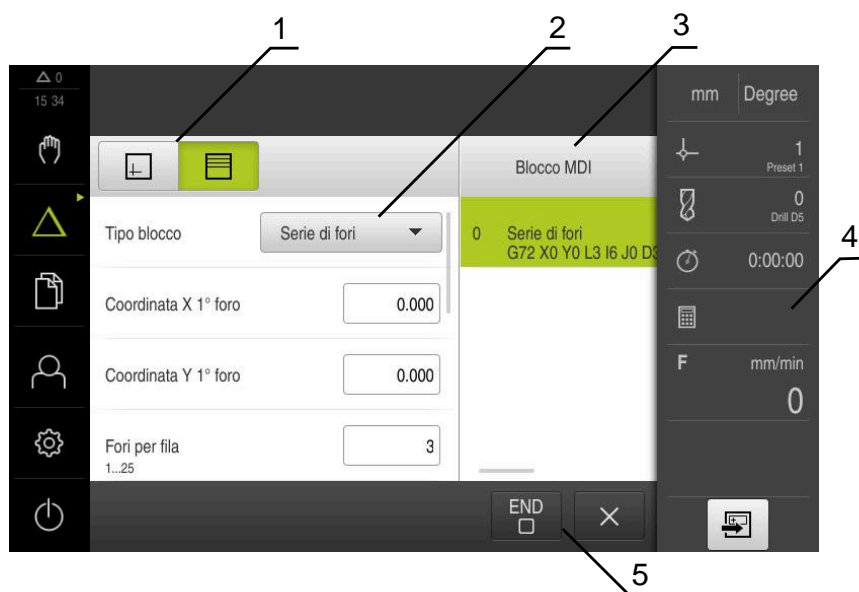 1
2
3
0
15 34
mm Degree
1
Preset 1
Blocco MDI
0
Drill D5
Tipo blocco
Serie di fori
0 Serie di fori
G72 X0 Y0 L3 I6 J0 D3
4
0:00:00
Coordinata X 1° foro
0.000
F mm/min
0
Coordinata Y 1° foro
0.000
Fori per fila
1...25
3
END
5